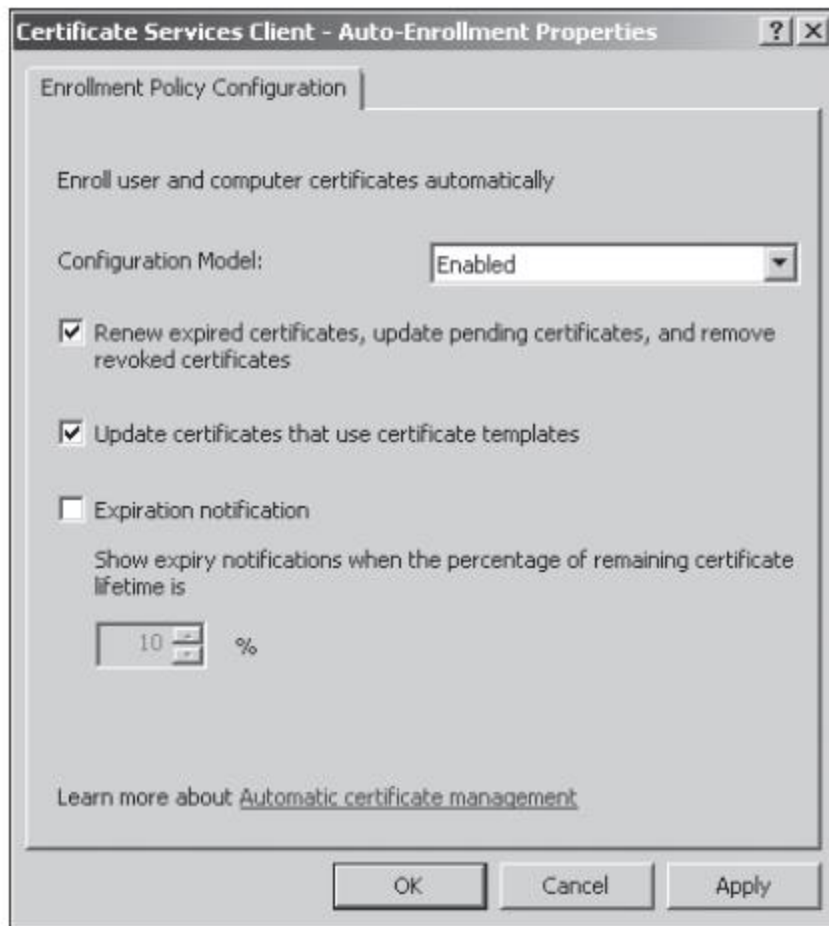 Certificate Services Client - Auto-Enrollment Properties
Enrollment Policy Configuration
Enroll user and computer certificates automatically
Configuration Model: Enabled
Renew expired certificates, update pending certificates, and remove
revoked certificates
Update certificates that use certificate templates
Expiration notification
Show expiry notifications when the percentage of remaining certificate
lifetime is
10 %
Learn more about Automatic certificate management
OK Cancel Apply